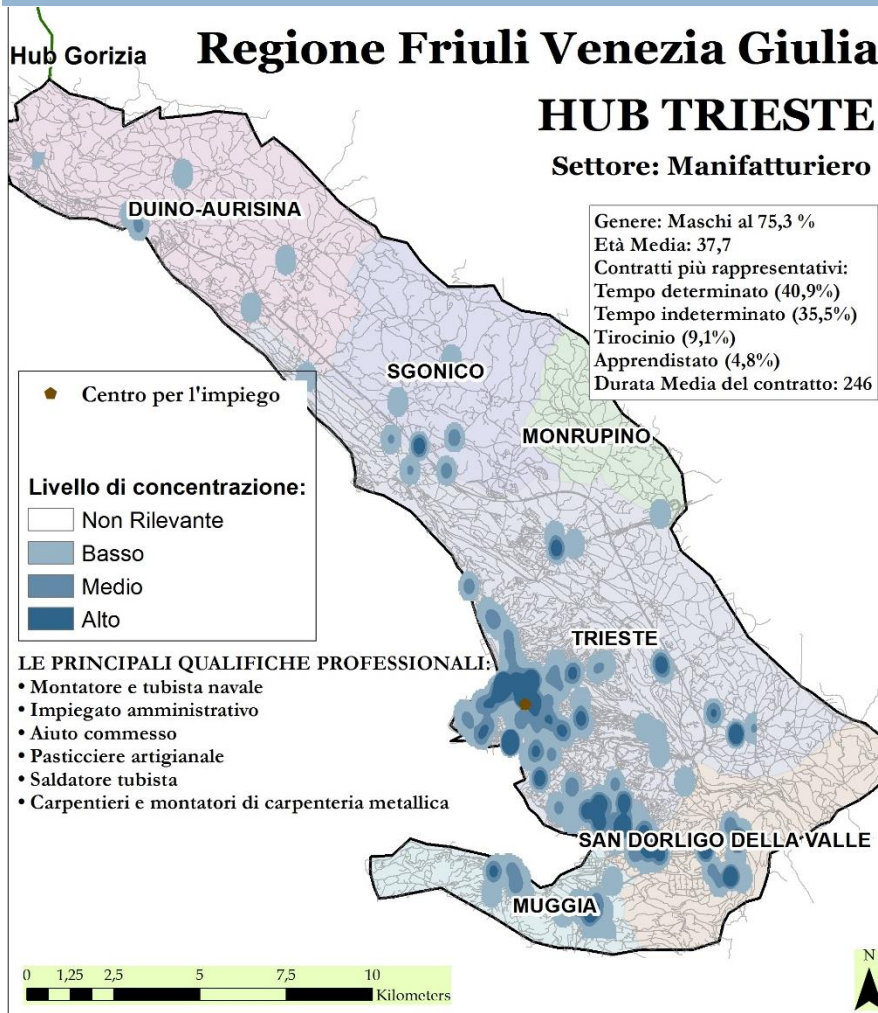 Hub Gorizia
Regione Friuli Venezia Giulia
HUB TRIESTE
Settore: Manifatturiero
Genere: Maschi al 75,3 %
Età Media: 37,7
Contratti più rappresentativi:
Tempo determinato (40,9%)
Tempo indeterminato (35,5%)
Tirocinio (9,1%)
Apprendistato (4,8%)
Durata Media del contratto: 246
DUINO-AURISINA
SGONICO
MONRUPINO
Centro per l'impiego
Livello di concentrazione:
Non Rilevante
Basso
Medio
Alto
TRIESTE
LE PRINCIPALI QUALIFICHE PROFESSIONALI:
• Montatore e tubista navale
• Impiegato amministrativo
• Aiuto commesso
• Pasticciere artigianale
• Saldatore tubista
• Carpentieri e montatori di carpenteria metallica
SAN DORLIGO DELLA VALLE
MUGGIA
0 1,25 2,5 5 7,5 10
Kilometers
N